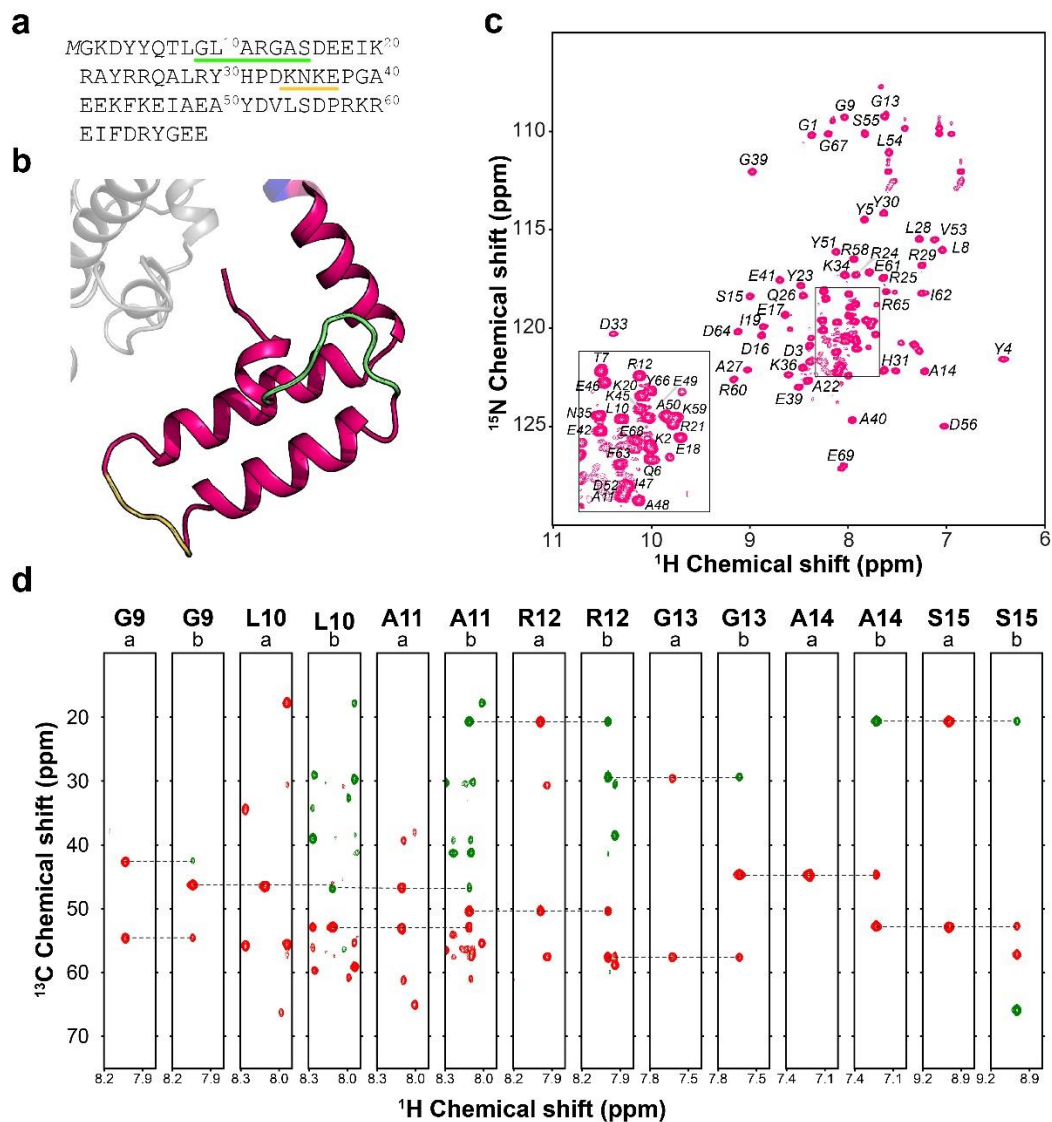 a
MGKDYYQTLGL¹⁰ARGASDEEIK²⁰
RAYRRQALRY³⁰HPDKNKEPGA⁴⁰
EEKFKEIAEA⁵⁰YDVLSDPRKR⁶⁰
EIFDRYGEE
b
c
G1
G9
G13
G67
S55
L54
G39
Y5
Y30
L28
V53
L8
Y51
R58
R24
R29
K34
E61
R25
E41
Y23
S15
Q26
R65
I62
E17
I19
D33
D64
D16
D3
H31
Y4
A27
K36
A14
R60
E39
A22
A40
D56
E69
T7
R12
E46
K20
Y66
E49
K45
A50
K59
N35
L10
R21
E42
E68
K2
E18
F63
Q6
D52
I47
A11
A48
110
115
120
125
¹⁵N Chemical shift (ppm)
11 10 9 8 7 6
¹H Chemical shift (ppm)
d
G9 G9 L10 L10 A11 A11 R12 R12 G13 G13 A14 A14 S15 S15
a b a b a b a b a b a b a b
20
30
40
50
60
70
¹³C Chemical shift (ppm)
8.2 7.9 8.2 7.9 8.3 8.0 8.3 8.0 8.3 8.0 8.3 8.0 8.2 7.9 8.2 7.9 7.8 7.5 7.8 7.5 7.4 7.1 7.4 7.1 9.2 8.9 9.2 8.9
¹H Chemical shift (ppm)